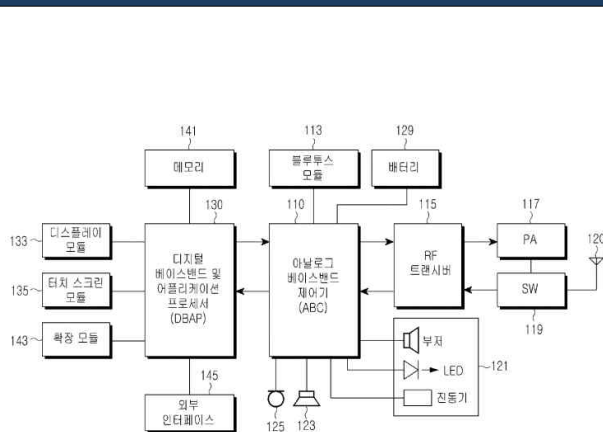 141
113
129
메모리
블루투스
모듈
배터리
130
110
115
117
120
133
디스플레이
모듈
디지털
베이스밴드 및
어플리케이션
프로세서
(DBAP)
아날로그
베이스밴드
제어기
(ABC)
RF
트랜시버
PA
135
터치 스크린
모듈
SW
119
143
확장 모듈
부저
LED
진동기
121
145
외부
인터페이스
125
123